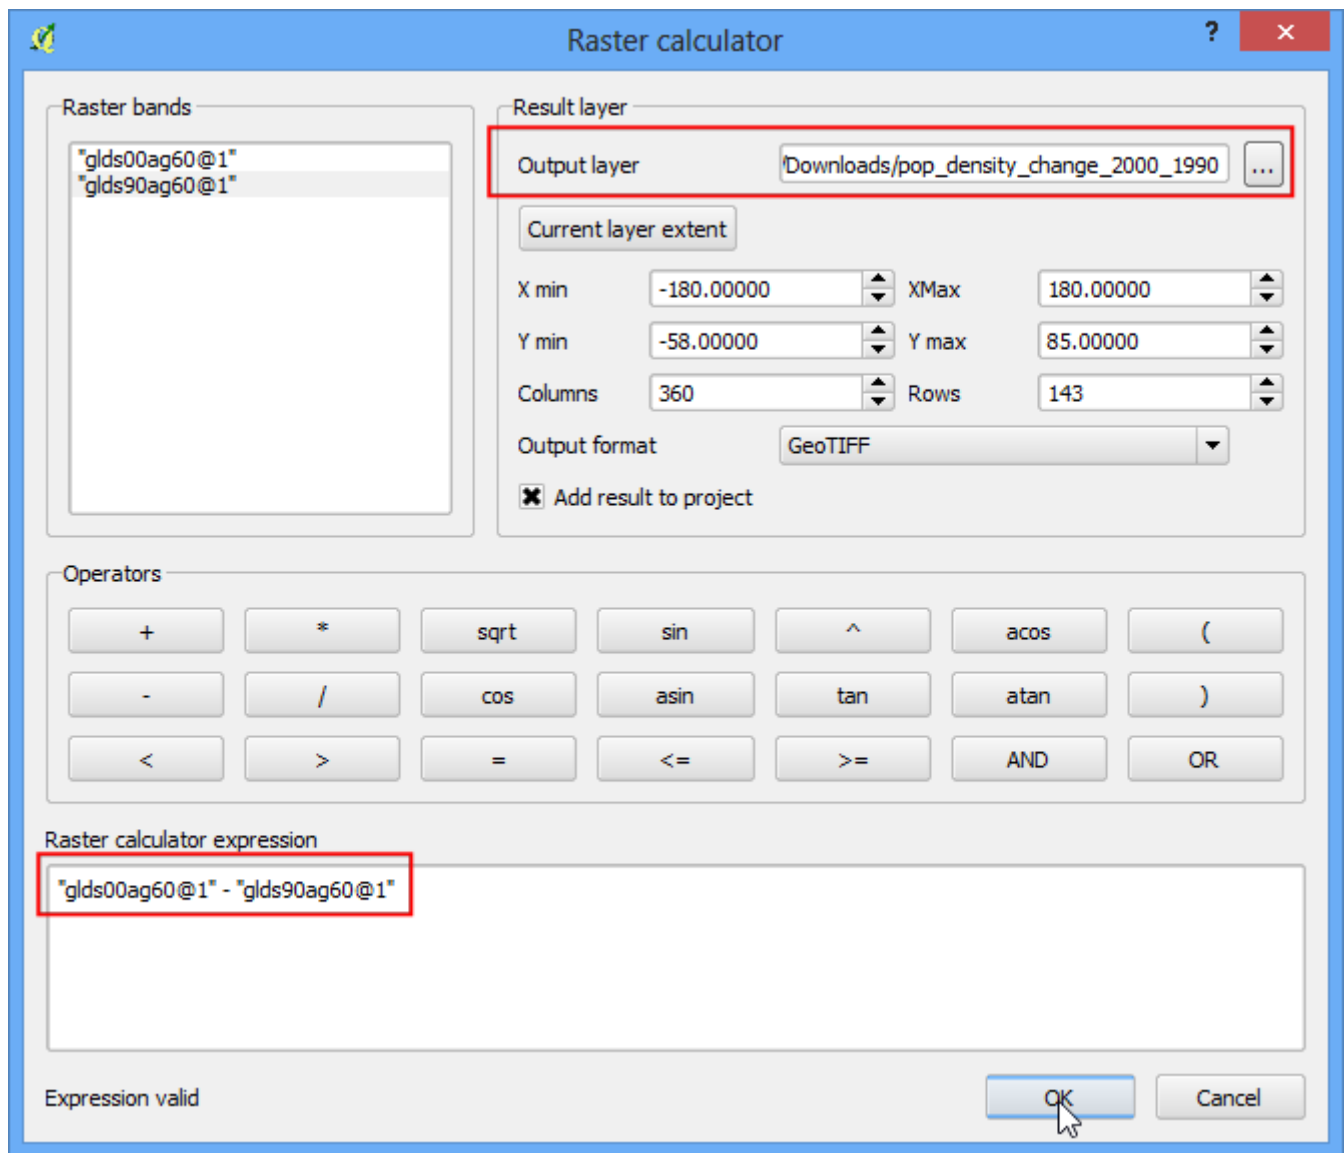 Raster calculator
?
Raster bands
"glds00ag60@1"
"glds90ag60@1"
Result layer
Output layer /Downloads/pop_density_change_2000_1990 ...
Current layer extent
X min -180.00000 XMax 180.00000
Y min -58.00000 Y max 85.00000
Columns 360 Rows 143
Output format GeoTIFF
Add result to project
Operators
+ * sqrt sin ^ acos (
- / cos asin tan atan )
< > = <= >= AND OR
Raster calculator expression
"glds00ag60@1" - "glds90ag60@1"
Expression valid OK Cancel